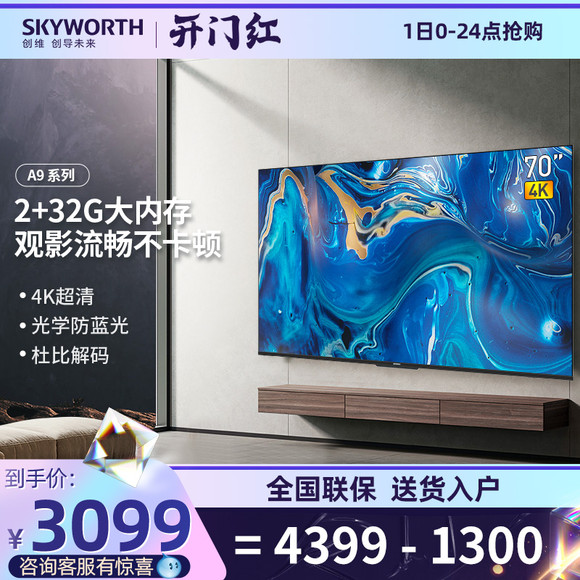 SKYWORTH
创维 创导未来
开门红
1日0-24点抢购
A9系列
2+32G大内存
观影流畅不卡顿
4K超清
光学防蓝光
杜比解码
70”
4K
到手价：
¥3099
咨询客服有惊喜
全国联保 送货入户
= 4399 - 1300